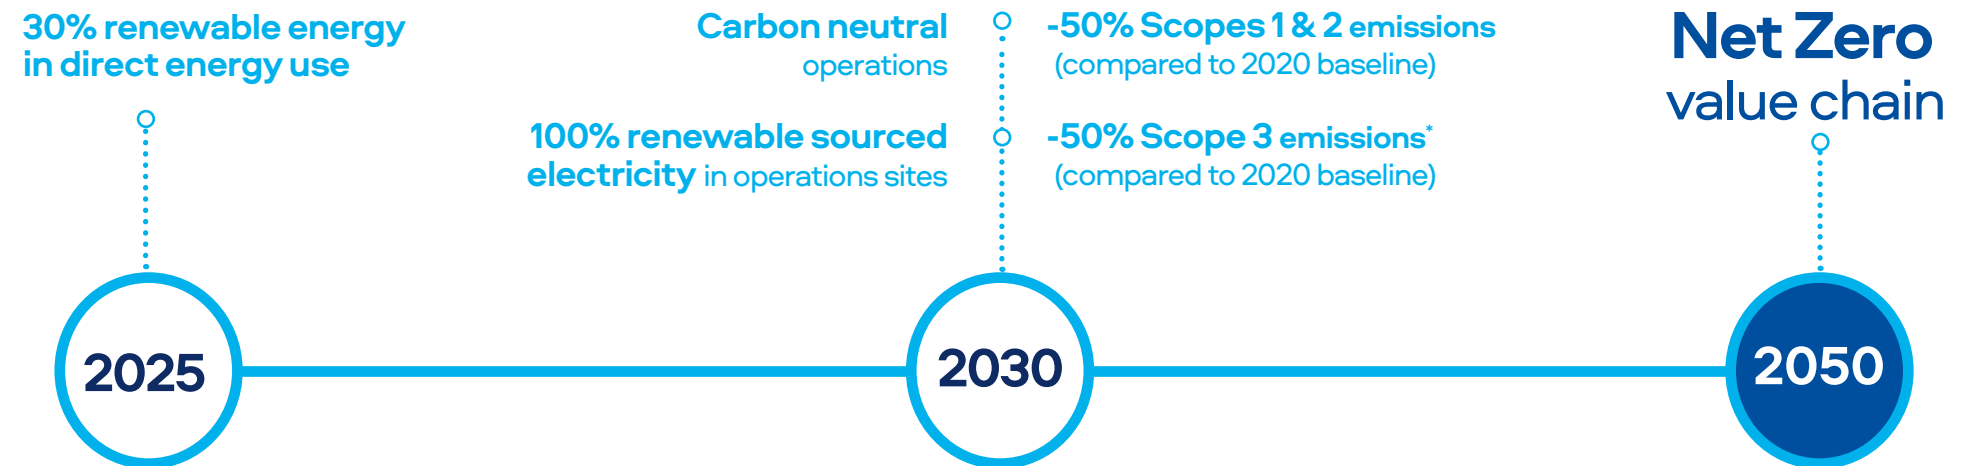 30% renewable energy
in direct energy use
Carbon neutral
operations
100% renewable sourced
electricity in operations sites
-50% Scopes 1 & 2 emissions
(compared to 2020 baseline)
-50% Scope 3 emissions*
(compared to 2020 baseline)
Net Zero
value chain
2025
2030
2050